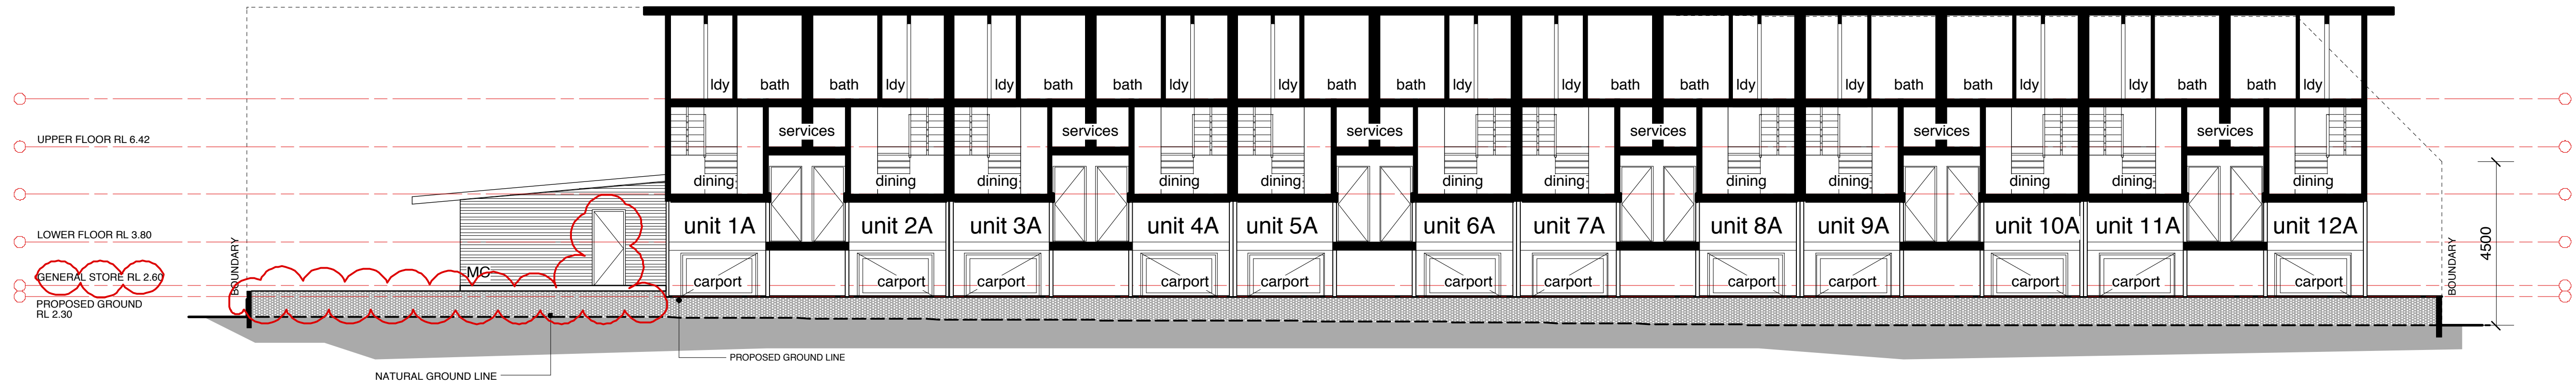 ldy bath bath ldy ldy bath bath ldy ldy bath bath ldy ldy bath bath ldy ldy bath bath ldy ldy bath bath ldy
services services services services services services
UPPER FLOOR RL 6.42
dining dining dining dining dining dining dining dining dining dining dining dining
unit 1A unit 2A unit 3A unit 4A unit 5A unit 6A unit 7A unit 8A unit 9A unit 10A unit 11A unit 12A
LOWER FLOOR RL 3.80
4500
BOUNDARY
BOUNDARY
MC
GENERAL STORE RL 2.60
carport carport carport carport carport carport carport carport carport carport carport carport
PROPOSED GROUND
RL 2.30
PROPOSED GROUND LINE
NATURAL GROUND LINE